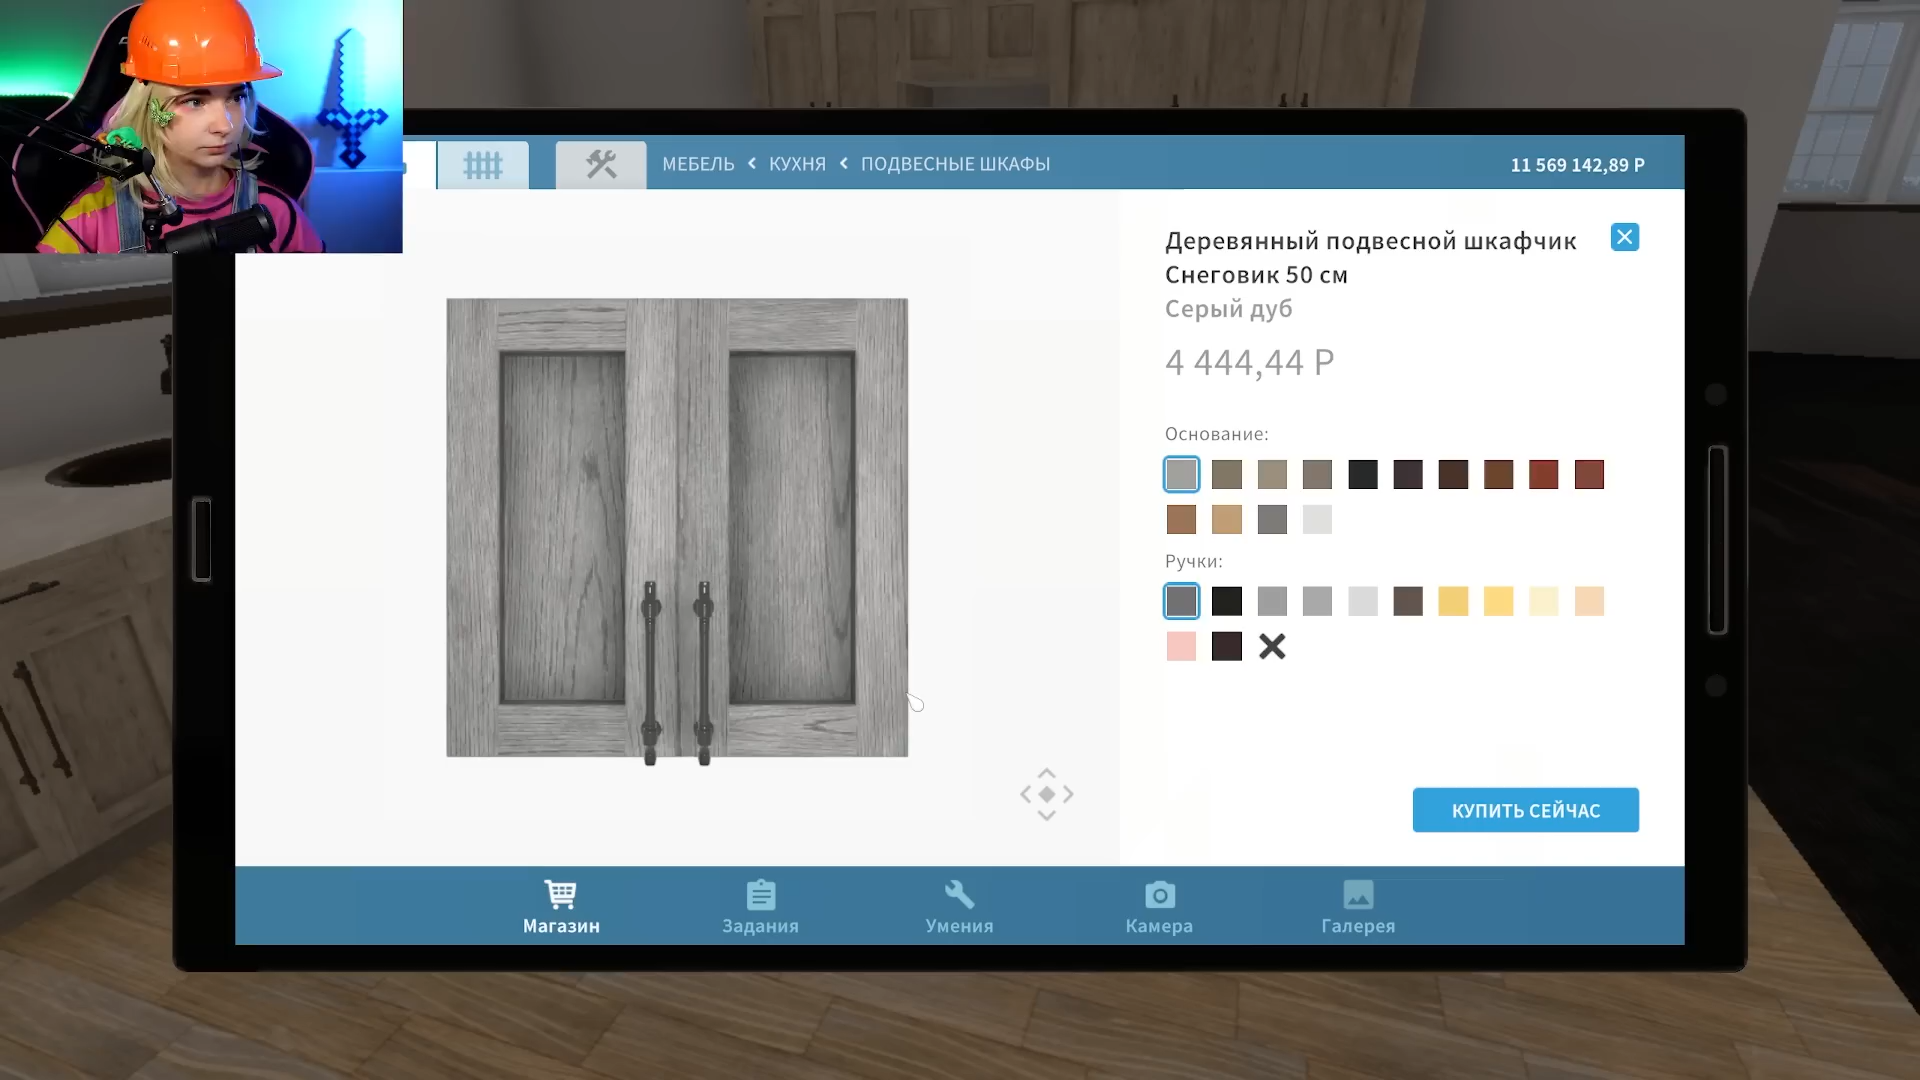 МЕБЕЛЬ < КУХНЯ < ПОДВЕСНЫЕ ШКАФЫ
11 569 142,89 Р
Деревянный подвесной шкафчик
Снеговик 50 см
Серый дуб
4 444,44 Р
Основание:
Ручки:
КУПИТЬ СЕЙЧАС
Магазин
Задания
Умения
Камера
Галерея